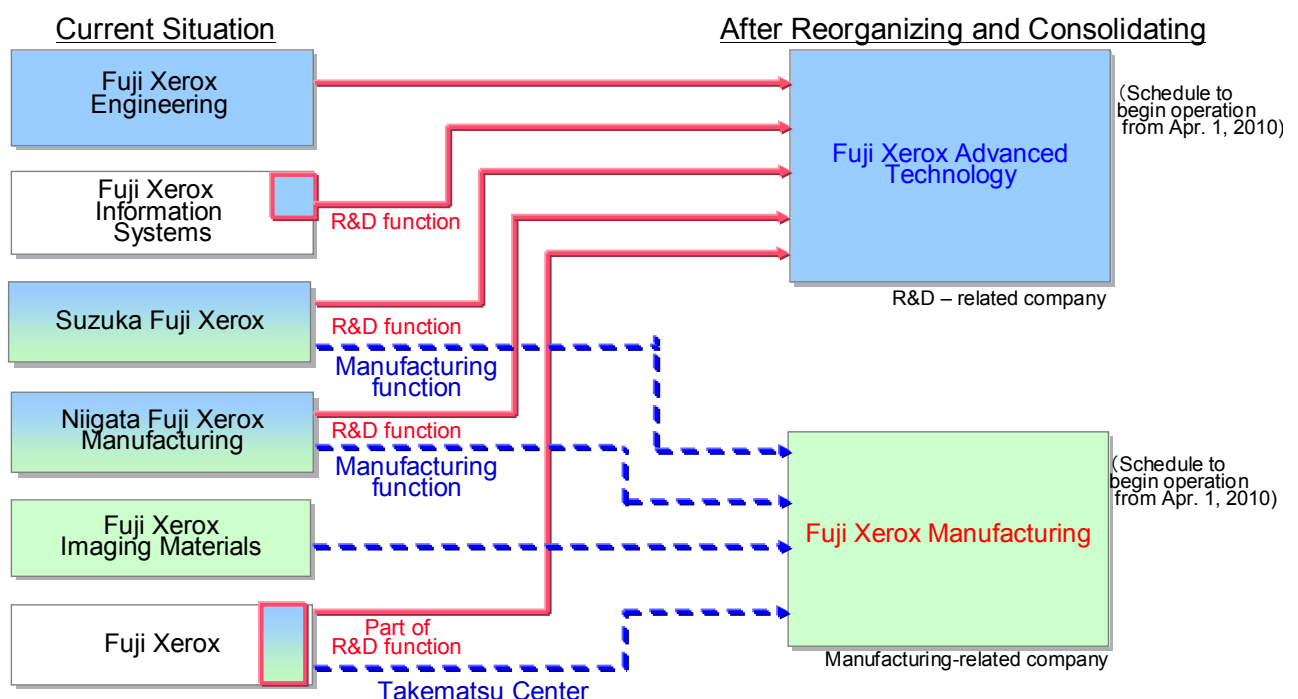 Current Situation
After Reorganizing and Consolidating
Fuji Xerox
Engineering
Fuji Xerox
Information
Systems
R&D function
Suzuka Fuji Xerox
R&D function
Manufacturing
function
Niigata Fuji Xerox
Manufacturing
R&D function
Manufacturing
function
Fuji Xerox
Imaging Materials
Fuji Xerox
Part of
R&D function
Takematsu Center
Fuji Xerox Advanced
Technology
(Schedule to
begin operation
from Apr. 1, 2010)
R&D – related company
Fuji Xerox Manufacturing
(Schedule to
begin operation
from Apr. 1, 2010)
Manufacturing-related company